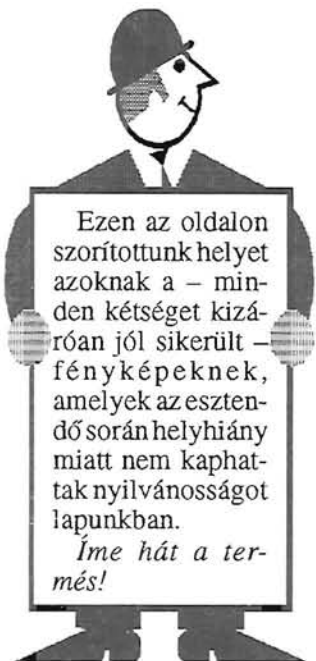 Ezen az oldalon
szorítottunk helyet
azoknak a – min-
den kétséget kizá-
róan jól sikerült –
fényképeknek,
amelyek az eszten-
dő során helyhiány
miatt nem kaphat-
tak nyilvánosságot
lapunkban.
Íme hát a ter-
més!